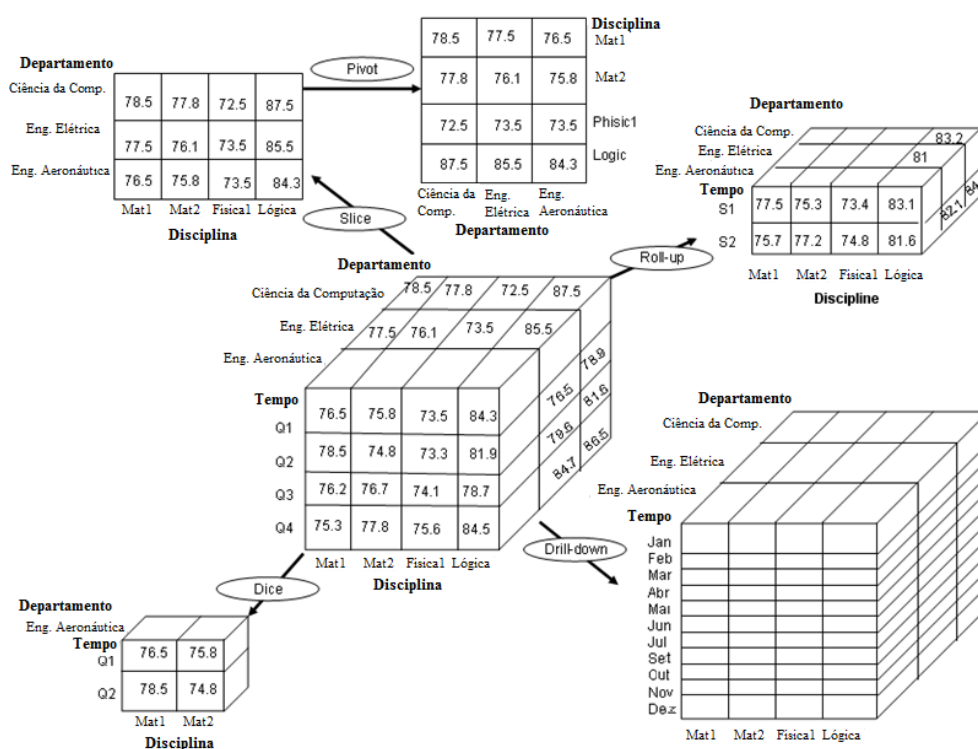 Departamento
Ciência da Comp.
Eng. Elétrica
Eng. Aeronáutica
78.5 77.8 72.5 87.5
77.5 76.1 73.5 85.5
76.5 75.8 73.5 84.3
Mat1 Mat2 Fisica1 Lógica
Disciplina
Pivot
Disciplina
78.5 77.5 76.5 Mat1
77.8 76.1 75.8 Mat2
72.5 73.5 73.5 Phisic1
87.5 85.5 84.3 Logic
Ciência da Comp. Eng. Elétrica Eng. Aeronáutica
Departamento
Slice
Departamento
Ciência da Comp.
Eng. Elétrica
Eng. Aeronáutica
83.2
81
Tempo
S1 77.5 75.3 73.4 83.1
S2 75.7 77.2 74.8 81.6
82.1
Mat1 Mat2 Fisica1 Lógica
Discipline
Roll-up
Departamento
Ciência da Computação 78.5 77.8 72.5 87.5
Eng. Elétrica 77.5 76.1 73.5 85.5
Eng. Aeronáutica
Tempo
Q1 76.5 75.8 73.5 84.3
Q2 78.5 74.8 73.3 81.9
Q3 76.2 76.7 74.1 78.7
Q4 75.3 77.8 75.6 84.5
76.5 78.9
79.6 81.6
84.7 86.5
Mat1 Mat2 Fisica1 Lógica
Disciplina
Drill-down
Departamento
Ciência da Comp.
Eng. Elétrica
Eng. Aeronáutica
Tempo
Jan
Feb
Mar
Abr
Mai
Jun
Jul
Set
Out
Nov
Dez
Mat1 Mat2 Fisica1 Lógica
Dice
Departamento
Eng. Aeronáutica
Tempo
Q1 76.5 75.8
Q2 78.5 74.8
Mat1 Mat2
Disciplina